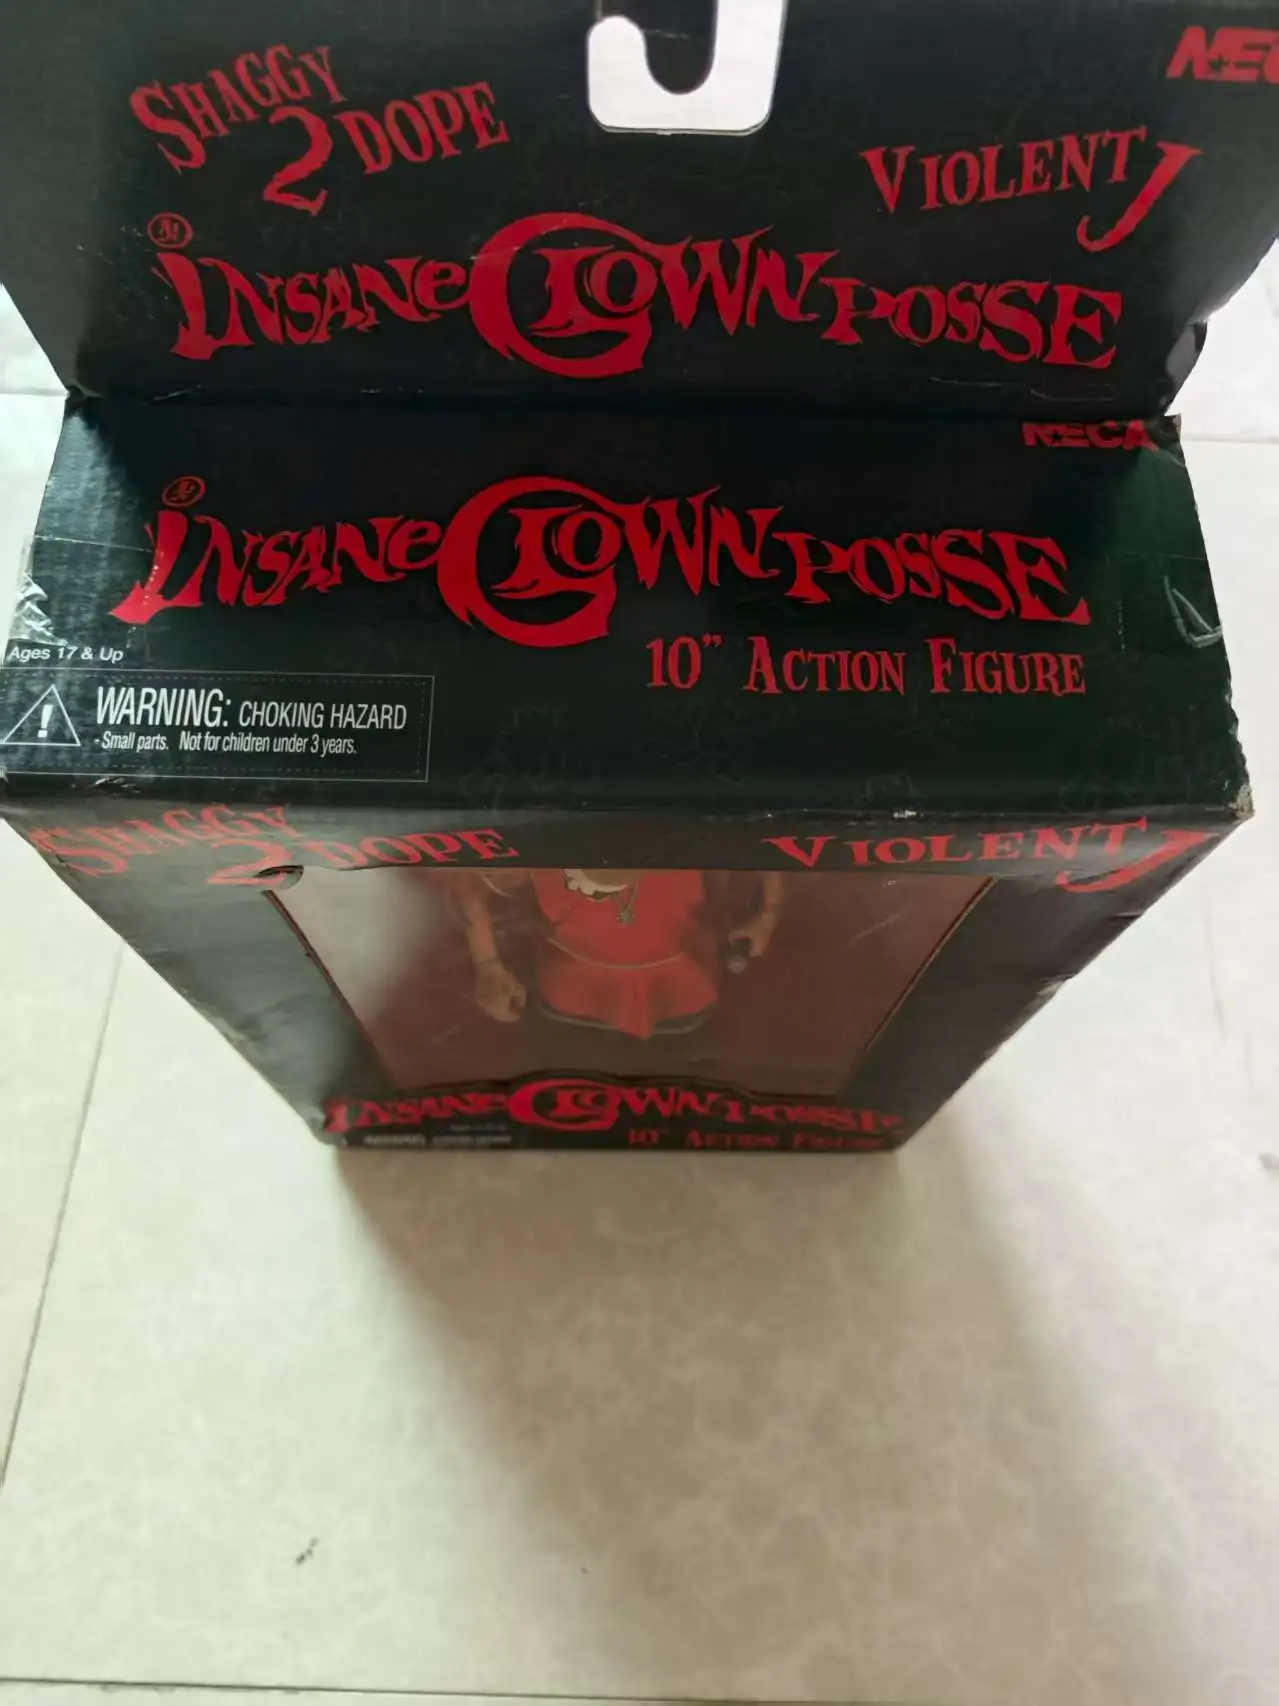 NEC
SHAGGY
2 DOPE
VIOLENT J
INSANE CLOWN POSSE
NECA
INSANE CLOWN POSSE
10" ACTION FIGURE
Ages 17 & Up
WARNING: CHOKING HAZARD
- Small parts. Not for children under 3 years.
SHAGGY
2 DOPE
VIOLENT J
INSANE CLOWN POSSE
10" ACTION FIGURE